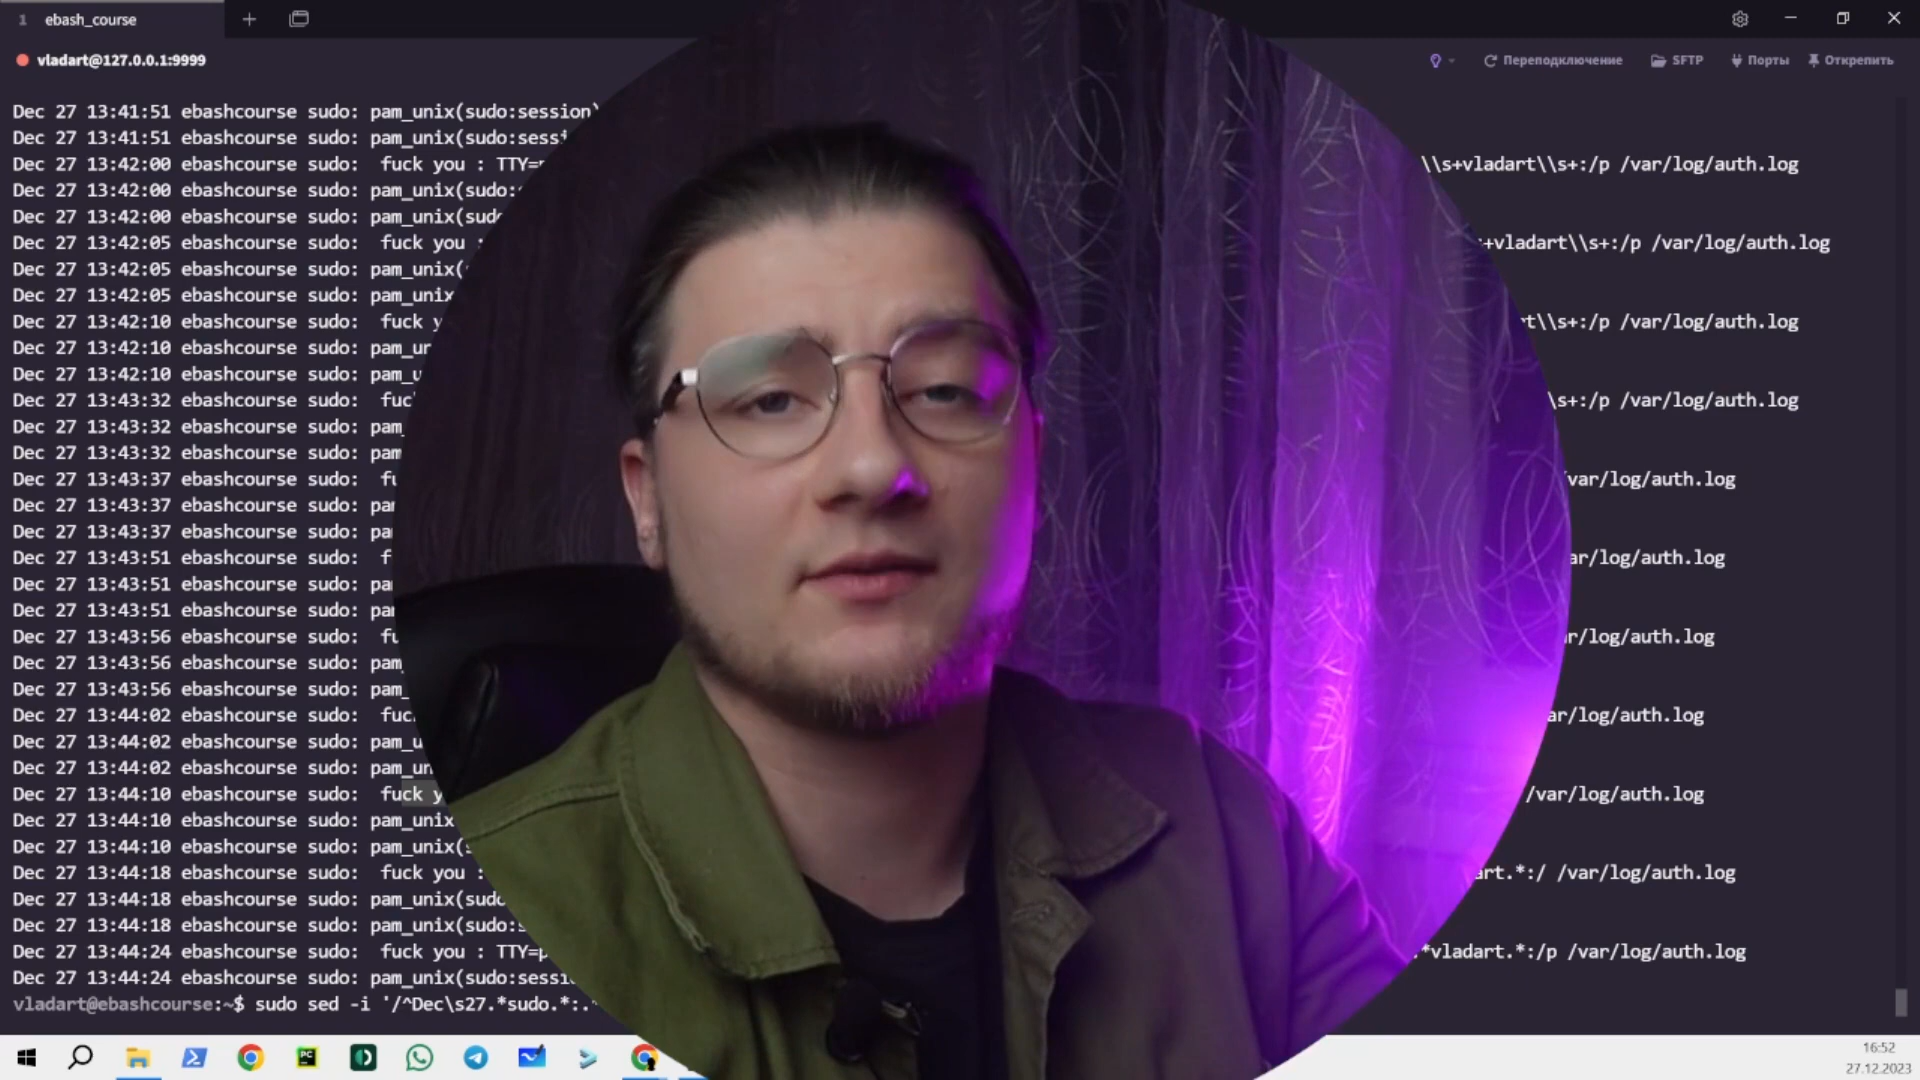 1 ebash_course
vladart@127.0.0.1:9999
Переподключение SFTP Порты Открепить
Dec 27 13:41:51 ebashcourse sudo: pam_unix(sudo:session)
Dec 27 13:41:51 ebashcourse sudo: pam_unix(sudo:sessi
Dec 27 13:42:00 ebashcourse sudo: fuck you : TTY= \\s+vladart\\s+:/p /var/log/auth.log
Dec 27 13:42:00 ebashcourse sudo: pam_unix(sudo:
Dec 27 13:42:00 ebashcourse sudo: pam_unix(sudo
Dec 27 13:42:05 ebashcourse sudo: fuck you : +vladart\\s+:/p /var/log/auth.log
Dec 27 13:42:05 ebashcourse sudo: pam_unix(
Dec 27 13:42:05 ebashcourse sudo: pam_unix
Dec 27 13:42:10 ebashcourse sudo: fuck y t\\s+:/p /var/log/auth.log
Dec 27 13:42:10 ebashcourse sudo: pam_un
Dec 27 13:42:10 ebashcourse sudo: pam_u
Dec 27 13:43:32 ebashcourse sudo: fuc \s+:/p /var/log/auth.log
Dec 27 13:43:32 ebashcourse sudo: pam_
Dec 27 13:43:32 ebashcourse sudo: pam
Dec 27 13:43:37 ebashcourse sudo: fu var/log/auth.log
Dec 27 13:43:37 ebashcourse sudo: pam
Dec 27 13:43:37 ebashcourse sudo: pa
Dec 27 13:43:51 ebashcourse sudo: f ar/log/auth.log
Dec 27 13:43:51 ebashcourse sudo: pa
Dec 27 13:43:51 ebashcourse sudo: pa
Dec 27 13:43:56 ebashcourse sudo: fu r/log/auth.log
Dec 27 13:43:56 ebashcourse sudo: pam
Dec 27 13:43:56 ebashcourse sudo: pam_
Dec 27 13:44:02 ebashcourse sudo: fuc ar/log/auth.log
Dec 27 13:44:02 ebashcourse sudo: pam_u
Dec 27 13:44:02 ebashcourse sudo: pam_un
Dec 27 13:44:10 ebashcourse sudo: fuck y /var/log/auth.log
Dec 27 13:44:10 ebashcourse sudo: pam_unix
Dec 27 13:44:10 ebashcourse sudo: pam_unix(
Dec 27 13:44:18 ebashcourse sudo: fuck you : art.*:/ /var/log/auth.log
Dec 27 13:44:18 ebashcourse sudo: pam_unix(sudo
Dec 27 13:44:18 ebashcourse sudo: pam_unix(sudo:
Dec 27 13:44:24 ebashcourse sudo: fuck you : TTY= *vladart.*:/p /var/log/auth.log
Dec 27 13:44:24 ebashcourse sudo: pam_unix(sudo:sessi
vladart@ebashcourse:~$ sudo sed -i '/^Dec\s27.*sudo.*:.
PC
16:52
27.12.2023